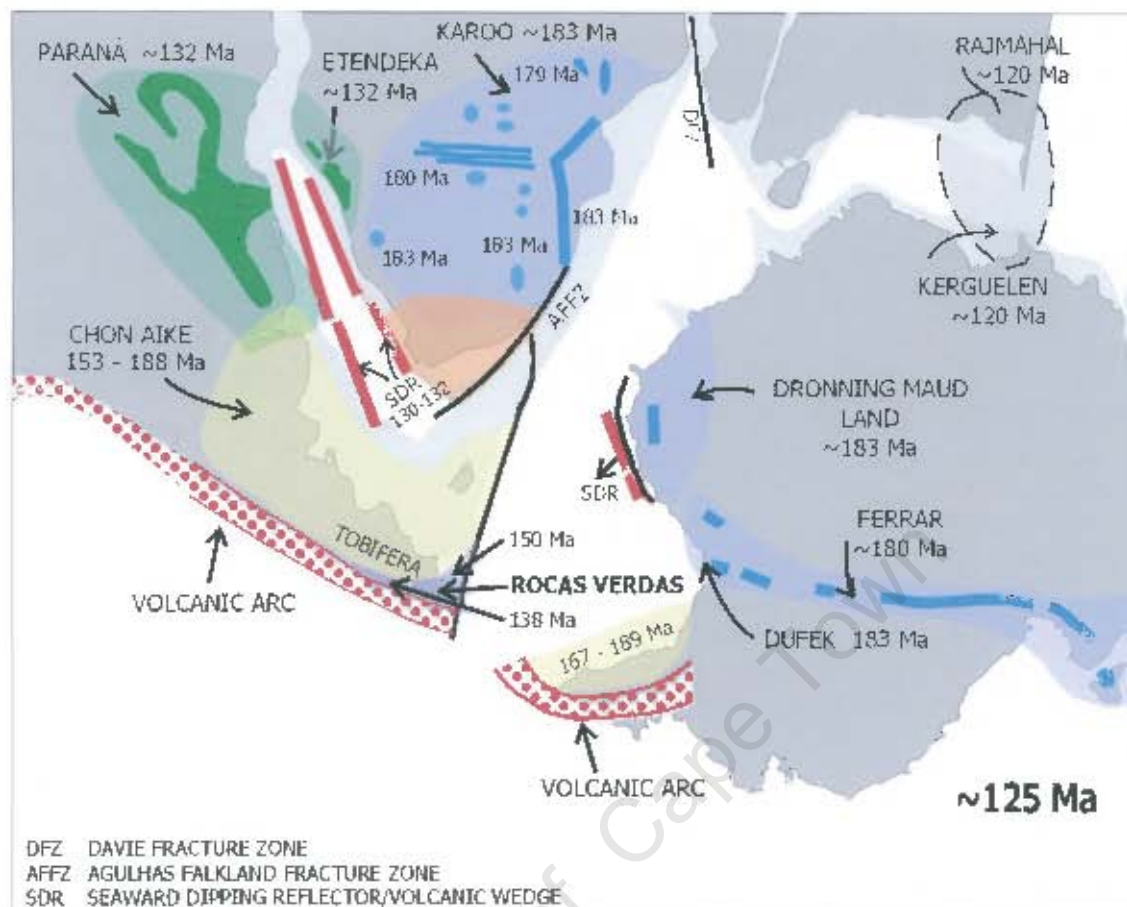 PARANÁ ~132 Ma
ETENDEKA
~132 Ma
KAROO ~183 Ma
179 Ma
DFZ
RAJMAHAL
~120 Ma
180 Ma
183 Ma
183 Ma
183 Ma
KERGUELEN
~120 Ma
CHON AIKE
153 - 188 Ma
AFFZ
SDR
130-132
DRONNING MAUD
LAND
~183 Ma
SDR
FERRAR
~180 Ma
TOBIFERA
150 Ma
ROCAS VERDAS
138 Ma
VOLCANIC ARC
DUFEK 183 Ma
167 - 189 Ma
VOLCANIC ARC
~125 Ma
of Cape Town
DFZ DAVIE FRACTURE ZONE
AFFZ AGULHAS FALKLAND FRACTURE ZONE
SDR SEAWARD DIPPING REFLECTOR/VOLCANIC WEDGE